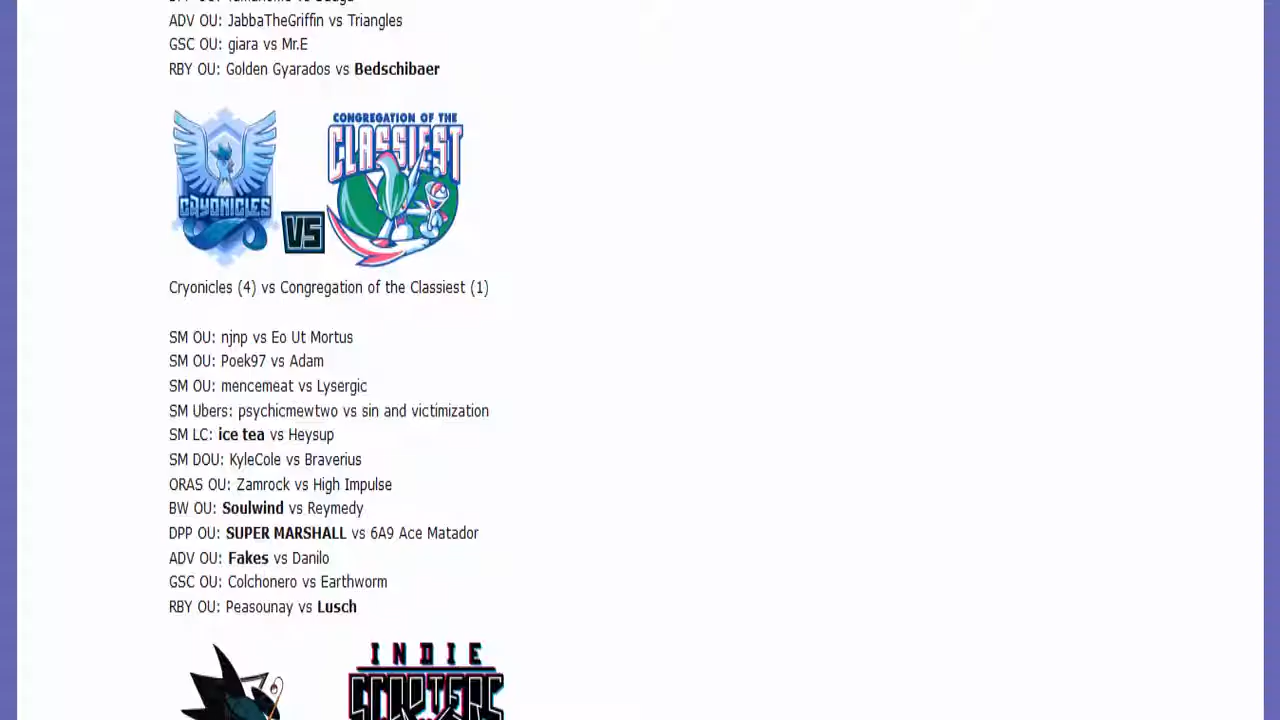 ADV OU: JabbaTheGriffin vs Triangles
GSC OU: giara vs Mr.E
RBY OU: Golden Gyarados vs Bedschibaer
CONGREGATION OF THE
CLASSIEST
CRYONICLES
VS
Cryonicles (4) vs Congregation of the Classiest (1)
SM OU: njnp vs Eo Ut Mortus
SM OU: Poek97 vs Adam
SM OU: mencemeat vs Lysergic
SM Ubers: psychicmewtwo vs sin and victimization
SM LC: ice tea vs Heysup
SM DOU: KyleCole vs Braverius
ORAS OU: Zamrock vs High Impulse
BW OU: Soulwind vs Reymedy
DPP OU: SUPER MARSHALL vs 6A9 Ace Matador
ADV OU: Fakes vs Danilo
GSC OU: Colchonero vs Earthworm
RBY OU: Peasounay vs Lusch
INDIE
SCOOTERS